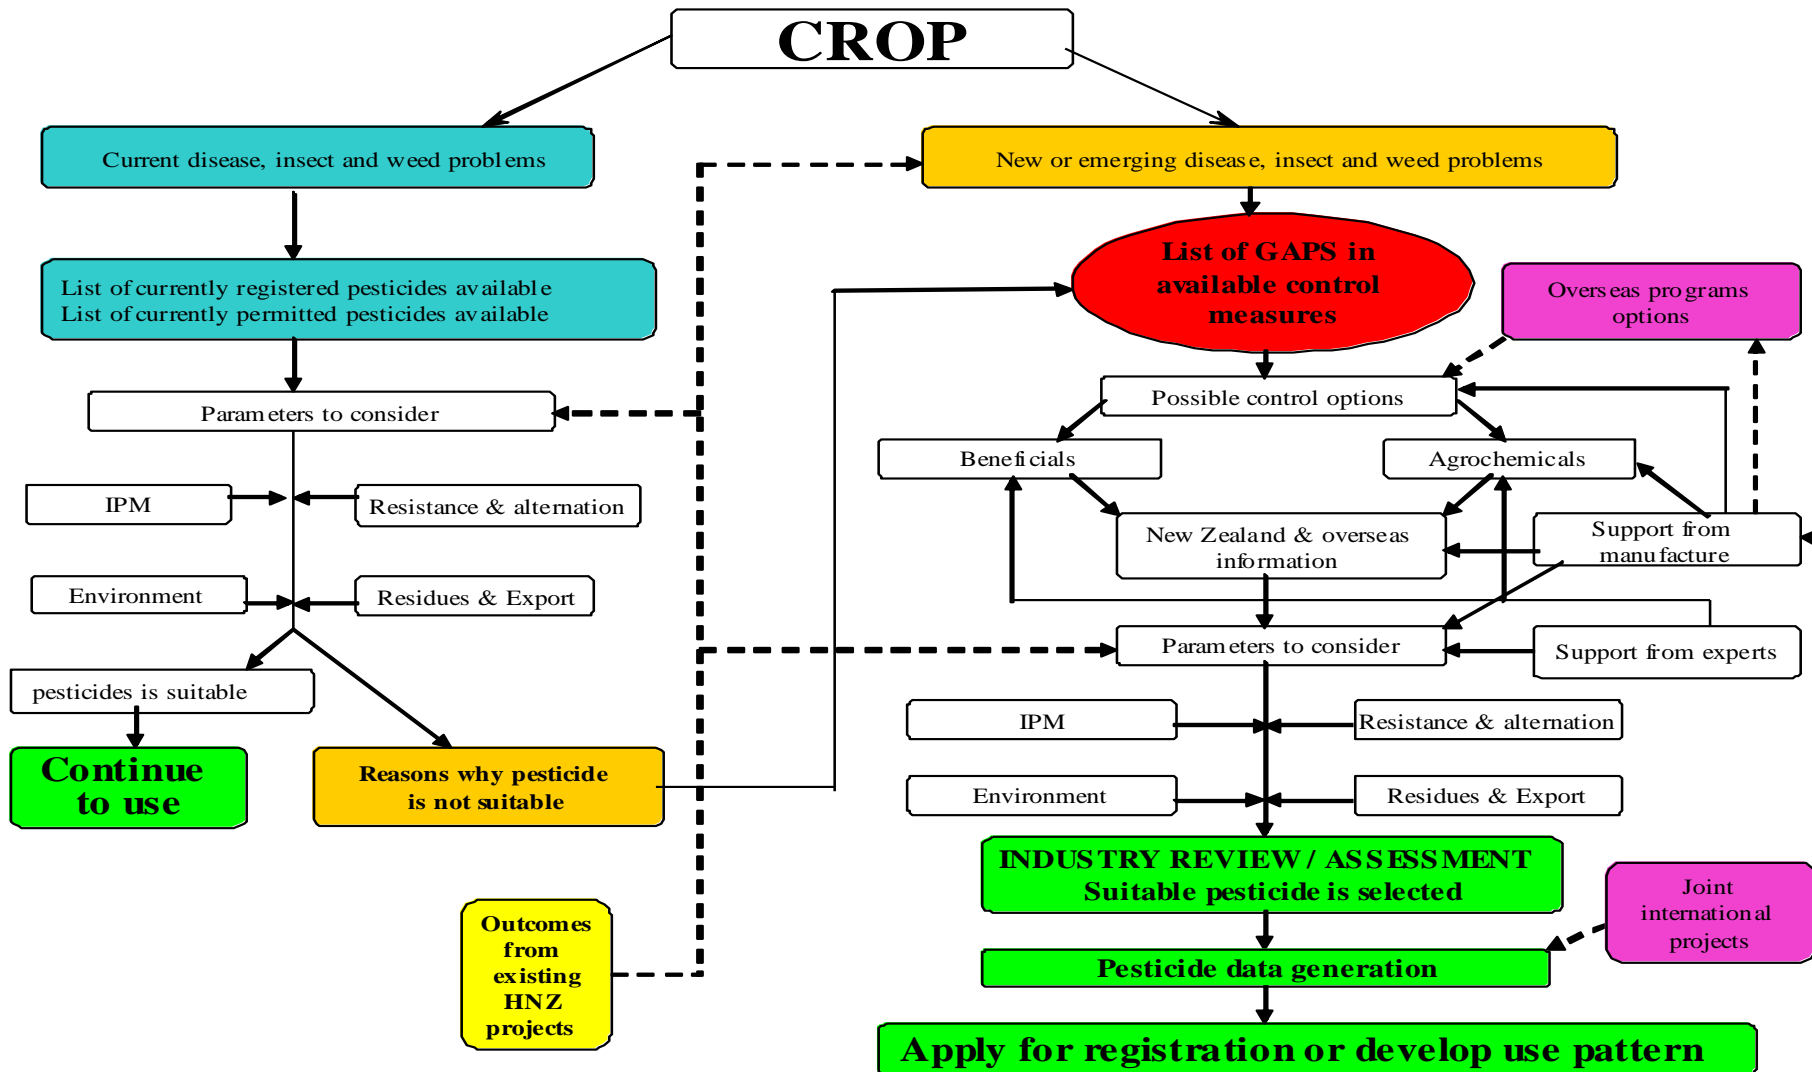 CROP
Current disease, insect and weed problems
New or emerging disease, insect and weed problems
List of currently registered pesticides available
List of currently permitted pesticides available
List of GAPS in
available control
measures
Overseas programs
options
Parameters to consider
Possible control options
Beneficials
Agrochemicals
IPM
Resistance & alternation
New Zealand & overseas
information
Support from
manufacture
Environment
Residues & Export
Parameters to consider
Support from experts
pesticides is suitable
IPM
Resistance & alternation
Continue
to use
Reasons why pesticide
is not suitable
Environment
Residues & Export
INDUSTRY REVIEW / ASSESSMENT
Suitable pesticide is selected
Joint
international
projects
Outcomes
from
existing
HNZ
projects
Pesticide data generation
Apply for registration or develop use pattern